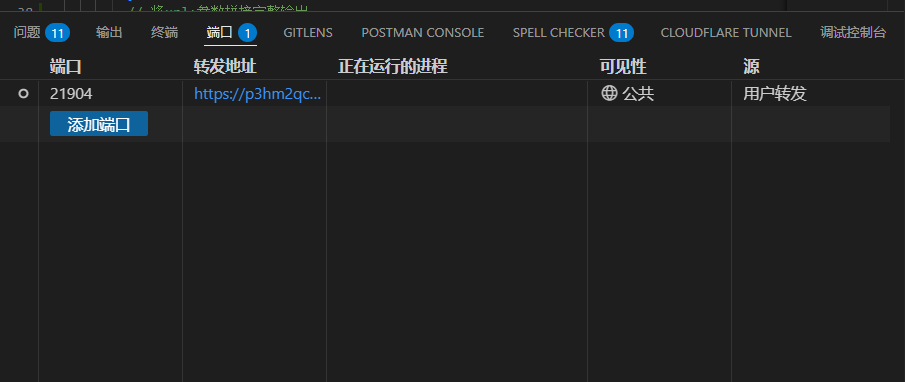 问题 11 输出 终端 端口 1 GITLENS POSTMAN CONSOLE SPELL CHECKER 11 CLOUDFLARE TUNNEL 调试控制台
端口 转发地址 正在运行的进程 可见性 源
21904 https://p3hm2qc... 公共 用户转发
添加端口